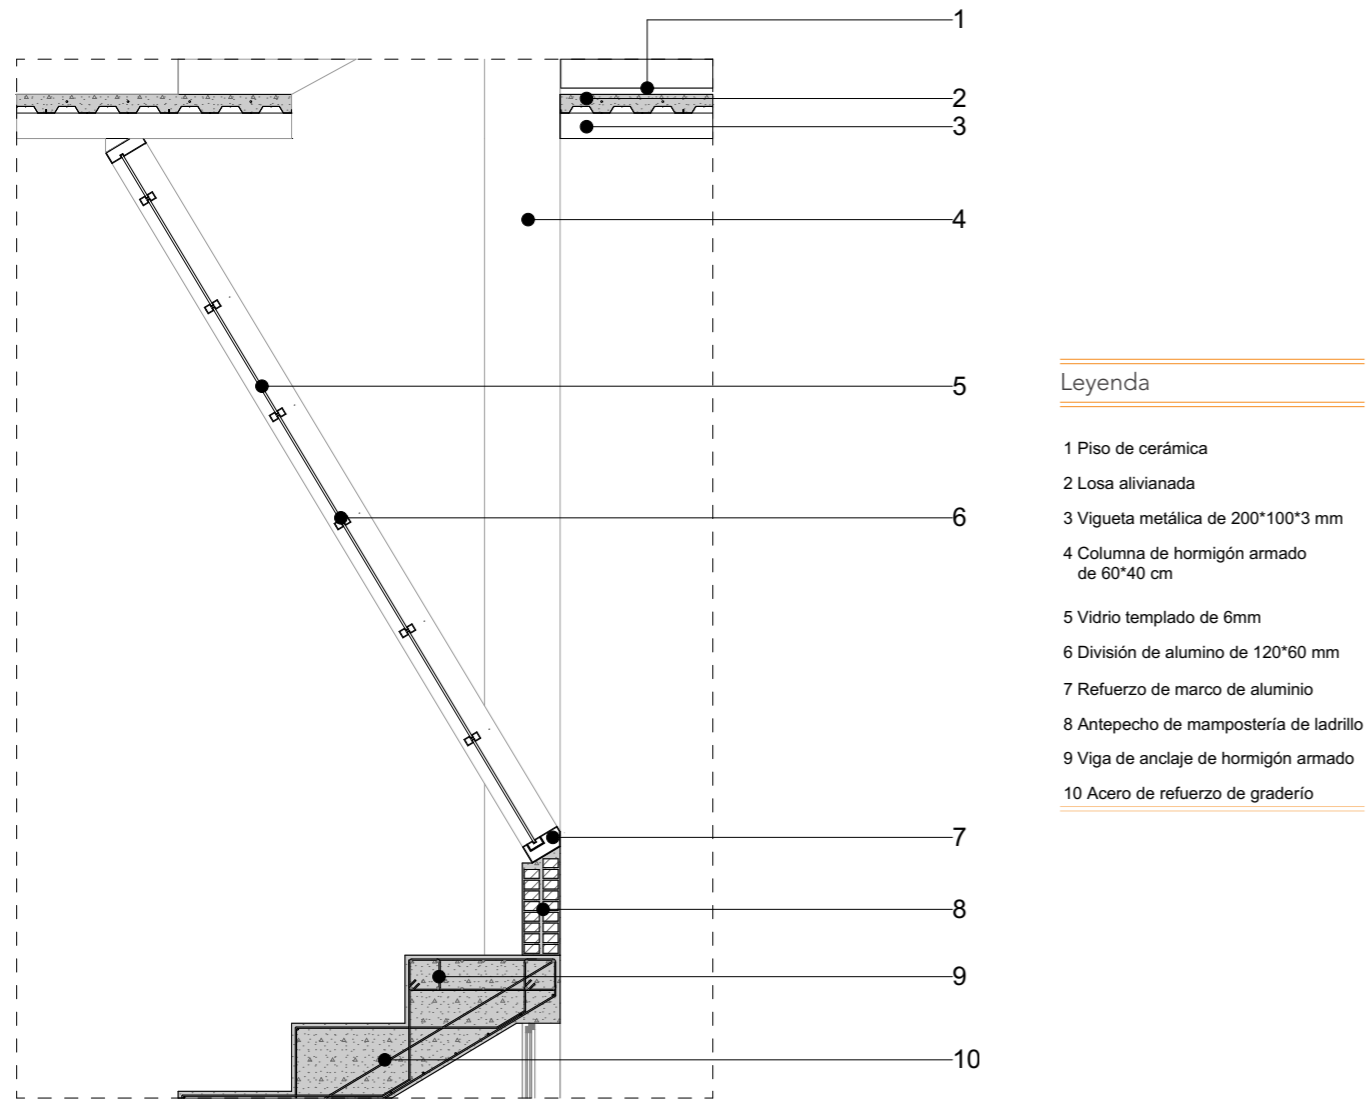 1
2
3
4
5
6
7
8
9
10
Leyenda
1 Piso de cerámica
2 Losa alivianada
3 Vigueta metálica de 200*100*3 mm
4 Columna de hormigón armado
de 60*40 cm
5 Vidrio templado de 6mm
6 División de alumino de 120*60 mm
7 Refuerzo de marco de aluminio
8 Antepecho de mampostería de ladrillo
9 Viga de anclaje de hormigón armado
10 Acero de refuerzo de graderío